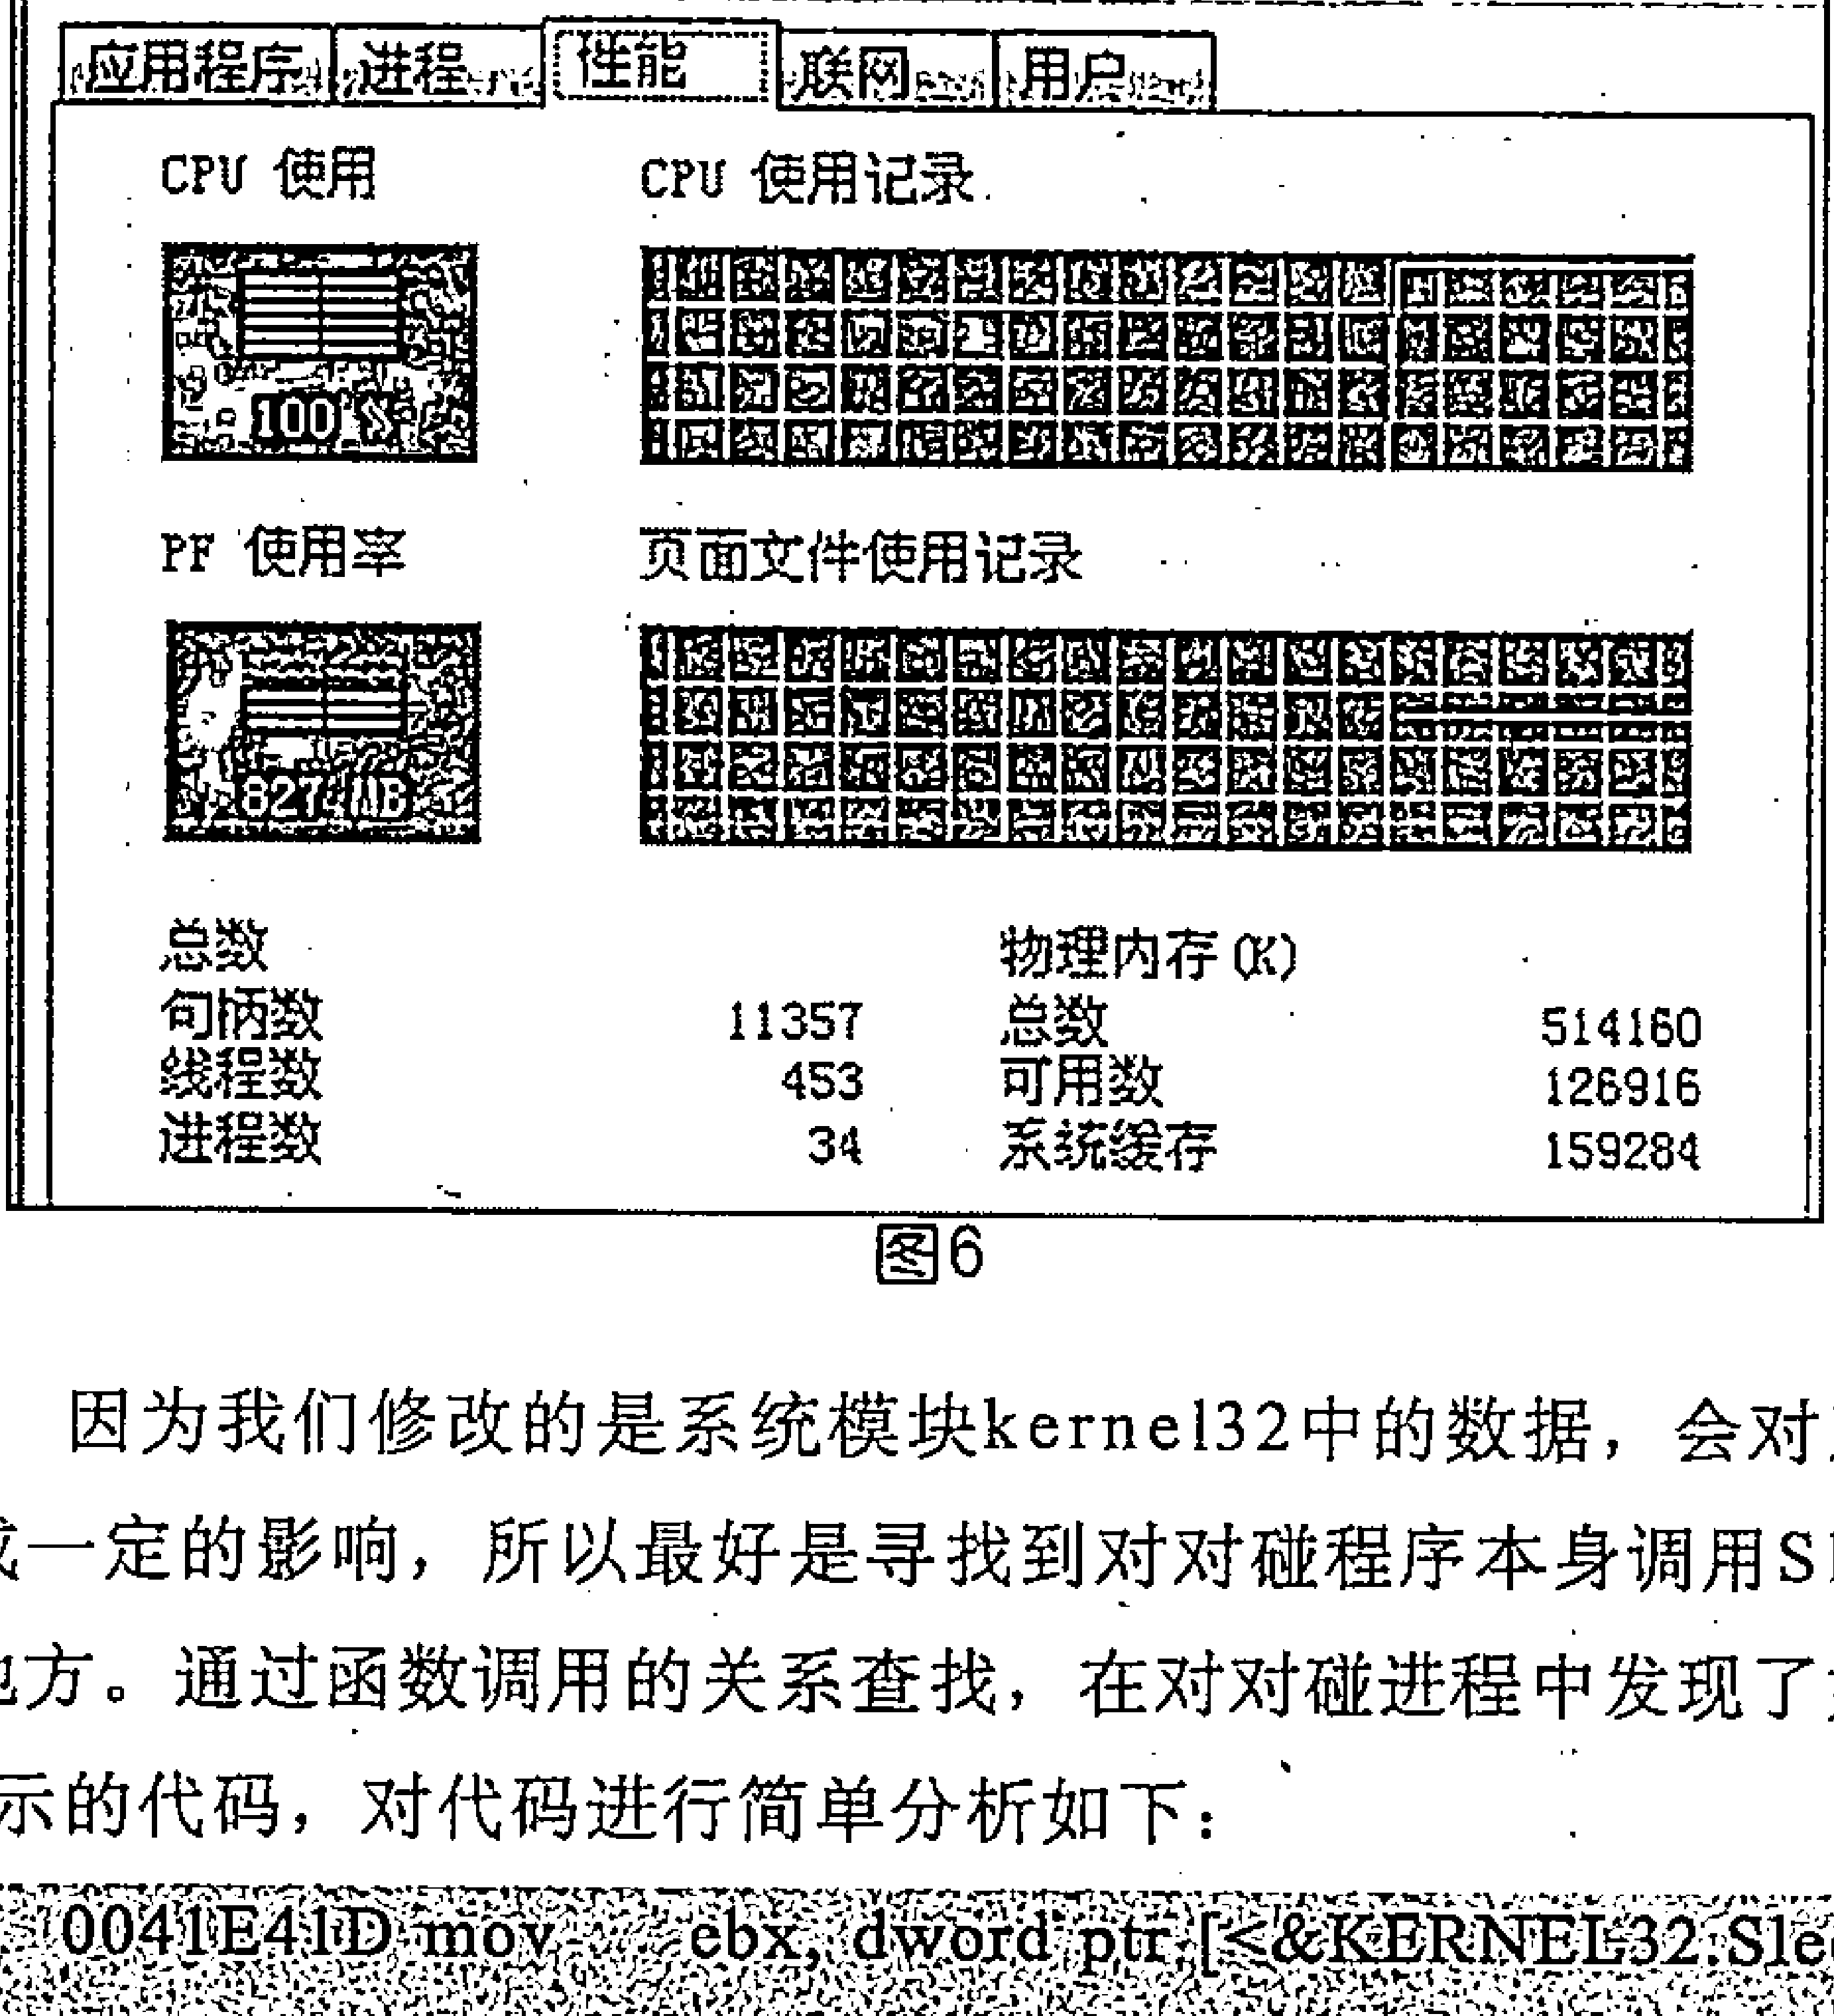 应用程序 进程 性能 联网 用户
CPU 使用 CPU 使用记录
100 %
PF 使用率 页面文件使用记录
627 MB
总数 物理内存 (K)
句柄数 11357 总数 514160
线程数 453 可用数 126916
进程数 34 系统缓存 159284
图6
因为我们修改的是系统模块kernel32中的数据，会对
一定的影响，所以最好是寻找到对对碰程序本身调用Sl
地方。通过函数调用的关系查找，在对对碰进程中发现了
示的代码，对代码进行简单分析如下：
0041E41D mov ebx, dword ptr [<&KERNEL32.Slee